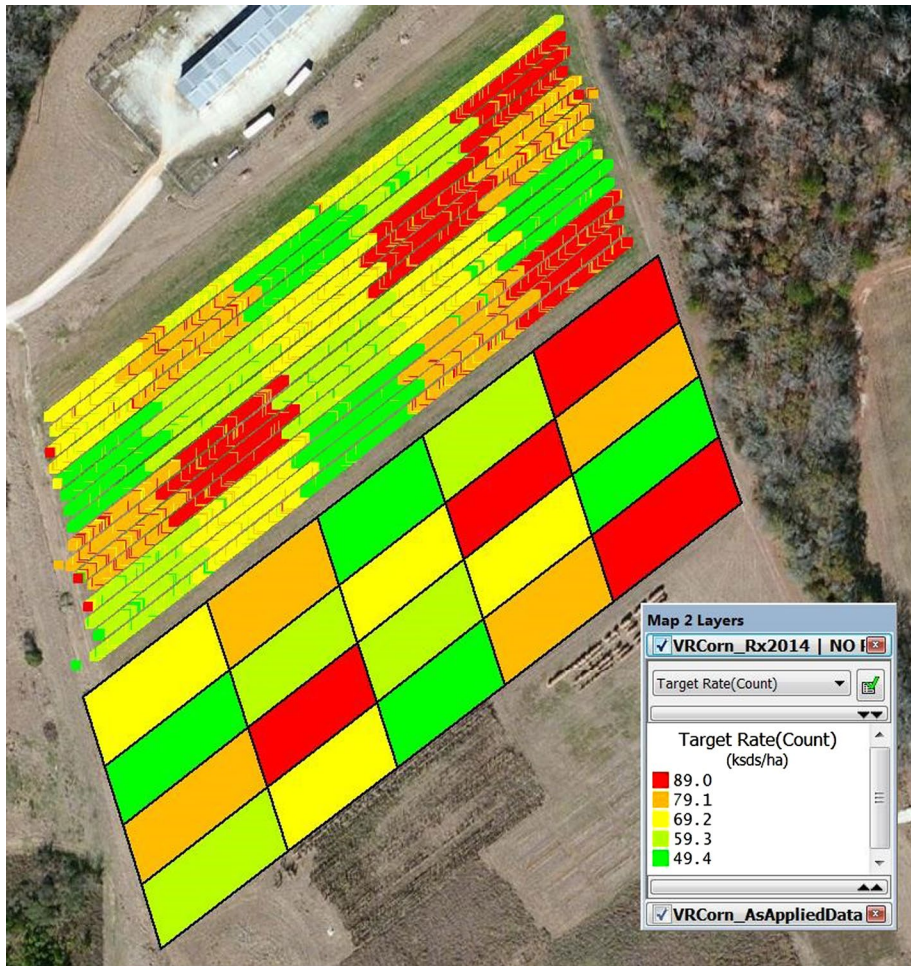 Map 2 Layers
VRCorn_Rx2014 | NO
Target Rate(Count)
Target Rate(Count)
(ksds/ha)
89.0
79.1
69.2
59.3
49.4
VRCorn_AsAppliedData